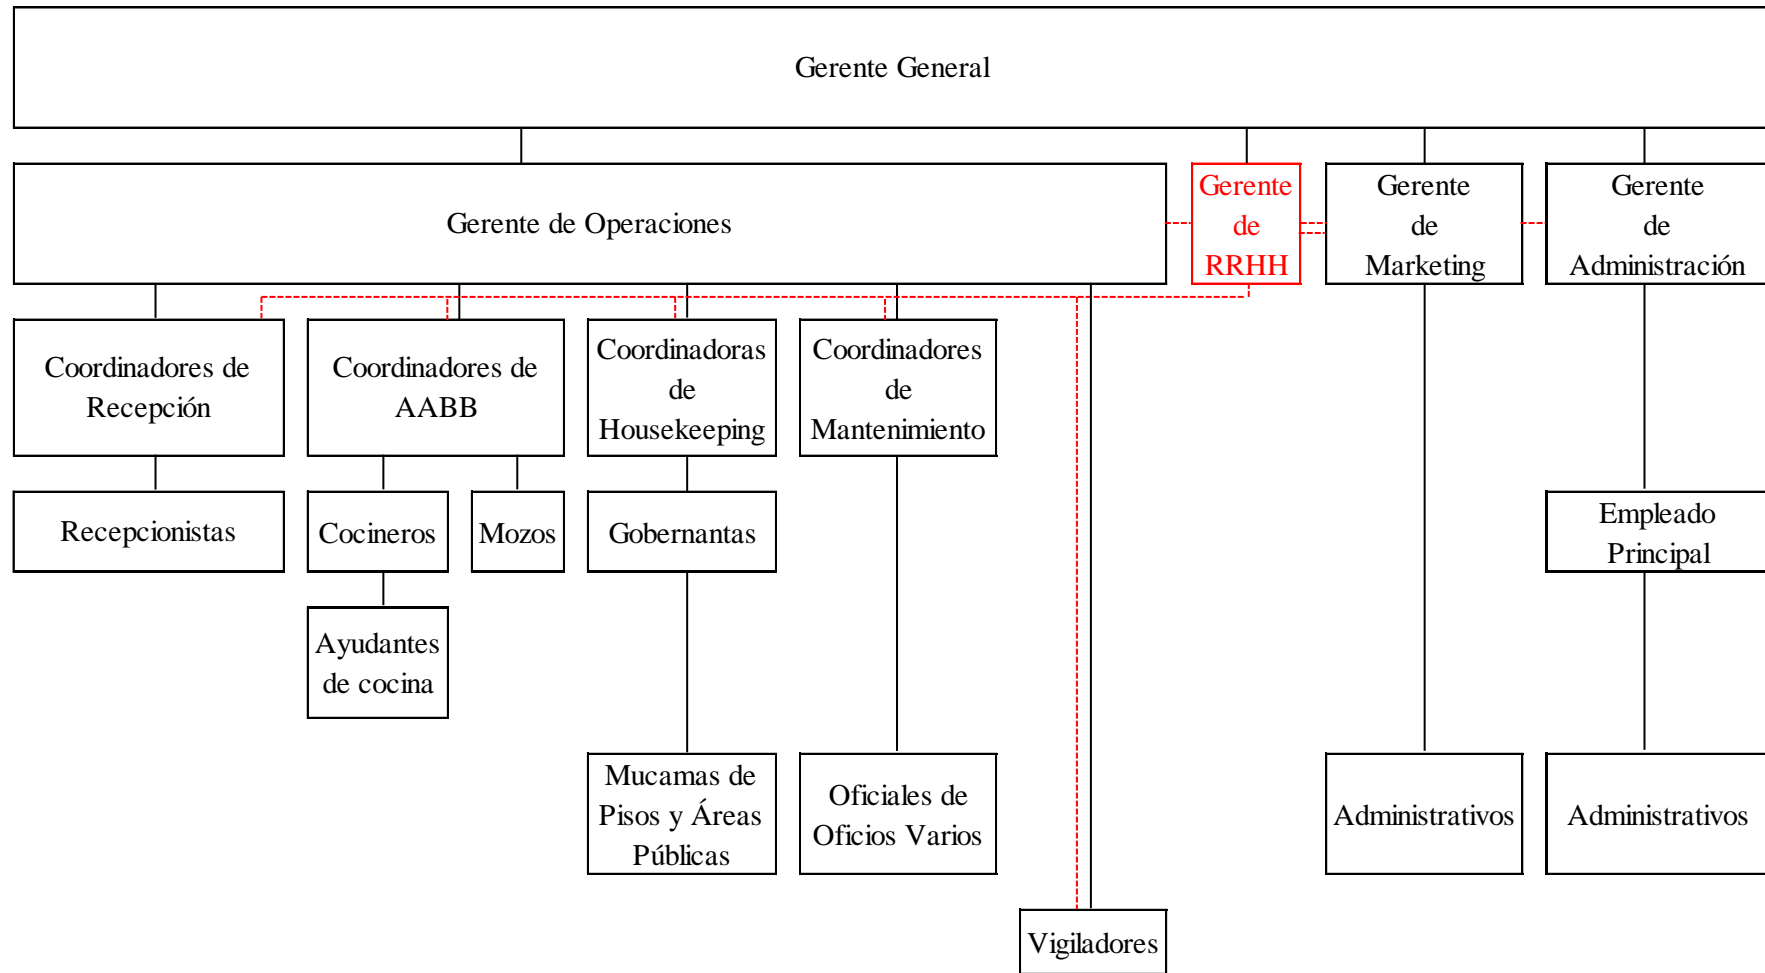 Gerente General
Gerente de Operaciones
Gerente
de
RRHH
Gerente
de
Marketing
Gerente
de
Administración
Coordinadores de
Recepción
Coordinadores de
AABB
Coordinadoras
de
Housekeeping
Coordinadores
de
Mantenimiento
Recepcionistas
Cocineros
Mozos
Gobernantas
Empleado
Principal
Ayudantes
de cocina
Mucamas de
Pisos y Áreas
Públicas
Oficiales de
Oficios Varios
Administrativos
Administrativos
Vigiladores